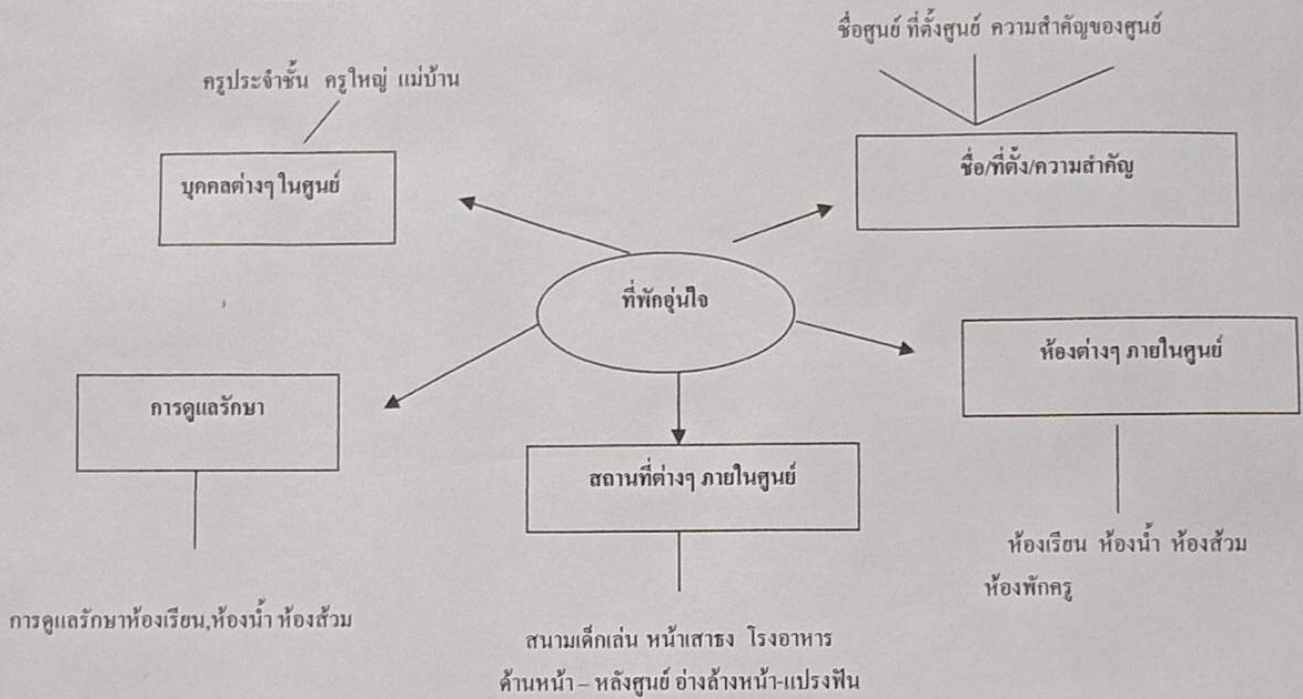 ชื่อศูนย์ ที่ตั้งศูนย์ ความสำคัญของศูนย์
ครูประจำชั้น ครูใหญ่ แม่บ้าน
ชื่อ/ที่ตั้ง/ความสำคัญ
บุคคลต่างๆ ในศูนย์
ที่พักอุ่นใจ
ห้องต่างๆ ภายในศูนย์
การดูแลรักษา
สถานที่ต่างๆ ภายในศูนย์
ห้องเรียน ห้องน้ำ ห้องส้วม
ห้องพักครู
การดูแลรักษาห้องเรียน,ห้องน้ำ ห้องส้วม
สนามเด็กเล่น หน้าเสาธง โรงอาหาร
ด้านหน้า – หลังศูนย์ อ่างล้างหน้า-แปรงฟัน